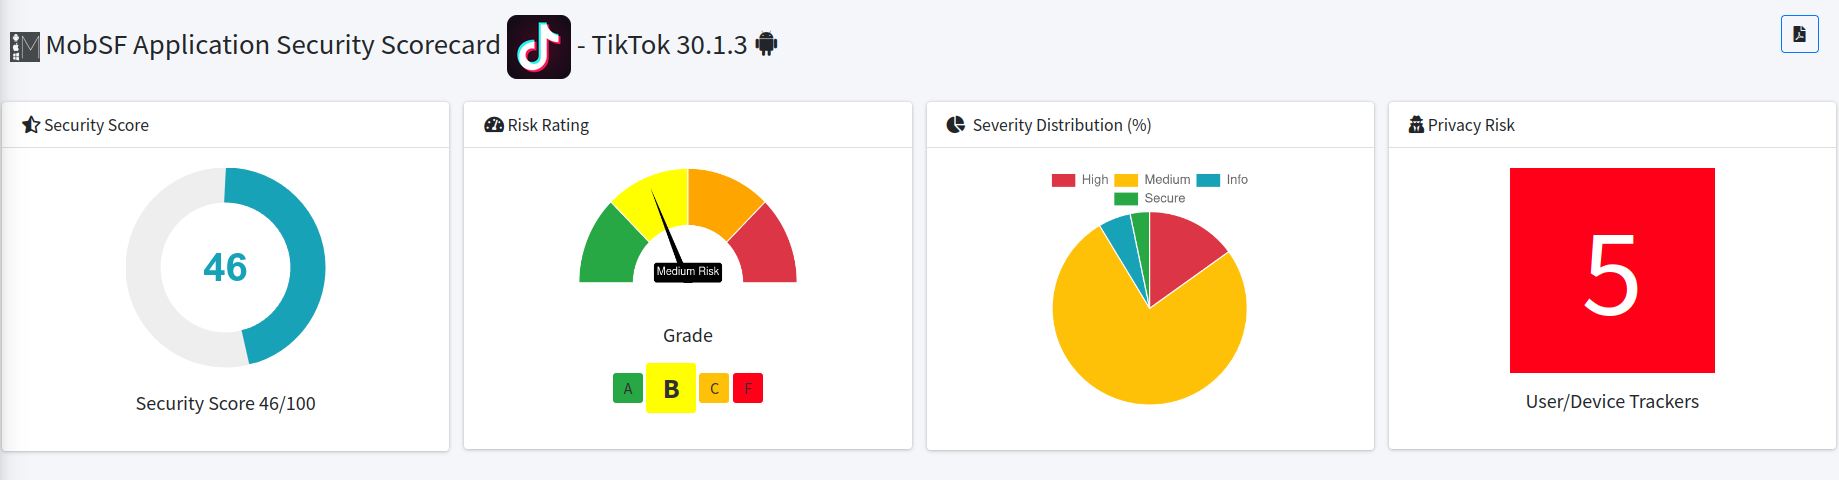 MobSF Application Security Scorecard - TikTok 30.1.3
Security Score
46
Security Score 46/100
Risk Rating
Medium Risk
Grade
A B C F
Severity Distribution (%)
High Medium Info
Secure
Privacy Risk
5
User/Device Trackers